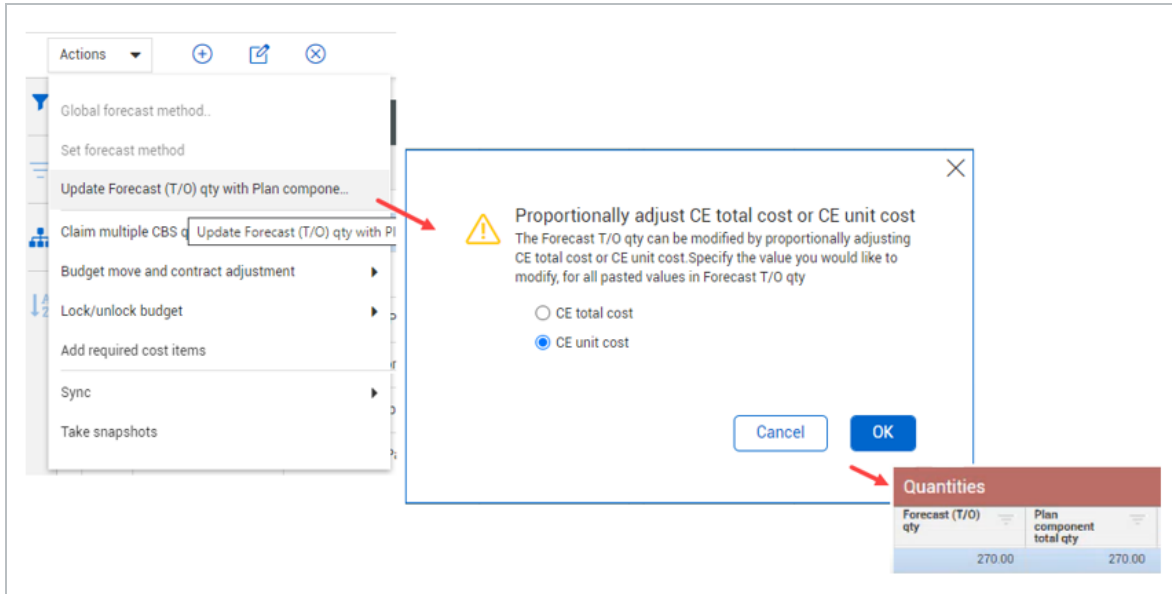 Actions
Global forecast method..
Set forecast method
Update Forecast (T/O) qty with Plan compone...
Claim multiple CBS q
Update Forecast (T/O) qty with Pl
Budget move and contract adjustment
Lock/unlock budget
Add required cost items
Sync
Take snapshots
Proportionally adjust CE total cost or CE unit cost
The Forecast T/O qty can be modified by proportionally adjusting
CE total cost or CE unit cost.Specify the value you would like to
modify, for all pasted values in Forecast T/O qty
CE total cost
CE unit cost
Cancel
OK
Quantities
Forecast (T/O)
qty
Plan
component
total qty
270.00
270.00